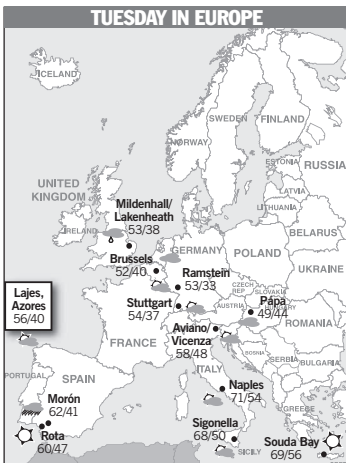 TUESDAY IN EUROPE
ICELAND
SWEDEN
FINLAND
NORWAY
ESTONIA
RUSSIA
LATVIA
LITHUANIA
UNITED
KINGDOM
Mildenhall/
Lakenheath
53/38
IRELAND
BELARUS
Brussels
52/40
GERMANY
POLAND
UKRAINE
Ramstein
53/33
CZECH
REP.
SLOVAKIA
Lajes,
Azores
56/40
Stuttgart
54/37
AUSTRIA
HUNGARY
Pápa
49/44
Aviano/
Vicenza
58/48
ROMANIA
FRANCE
BOSNIA
SERBIA
BULGARIA
ITALY
PORTUGAL
SPAIN
Naples
71/54
Morón
62/41
GREECE
Sigonella
68/50
Rota
60/47
SICILY
Souda Bay
69/56